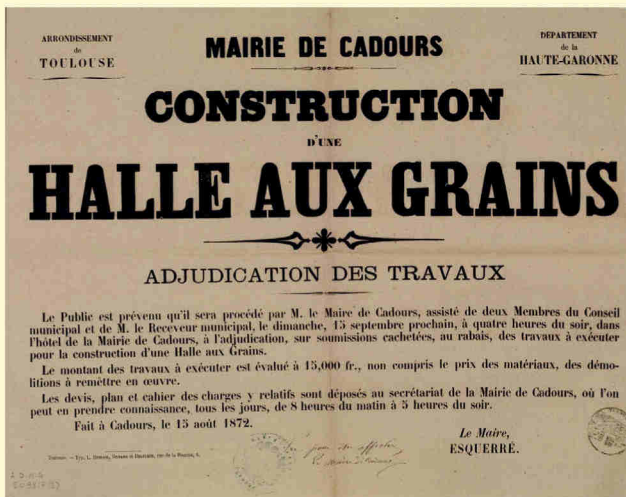 ARRONDISSEMENT
de
TOULOUSE
MAIRIE DE CADOURS
DÉPARTEMENT
de la
HAUTE-GARONNE
CONSTRUCTION
D'UNE
HALLE AUX GRAINS
ADJUDICATION DES TRAVAUX
Le Public est prévenu qu'il sera procédé par M. le Maire de Cadours, assisté de deux Membres du Conseil
municipal et de M. le Receveur municipal, le dimanche, 15 septembre prochain, à quatre heures du soir, dans
l'hôtel de la Mairie de Cadours, à l'adjudication, sur soumissions cachetées, au rabais, des travaux à exécuter
pour la construction d'une Halle aux Grains.
Le montant des travaux à exécuter est évalué à 15,000 fr., non compris le prix des matériaux, des démo-
litions à remettre en œuvre.
Les devis, plan et cahier des charges y relatifs sont déposés au secrétariat de la Mairie de Cadours, où l'on
peut en prendre connaissance, tous les jours, de 8 heures du matin à 5 heures du soir.
Fait à Cadours, le 15 août 1872.
Le Maire,
ESQUERRÉ.